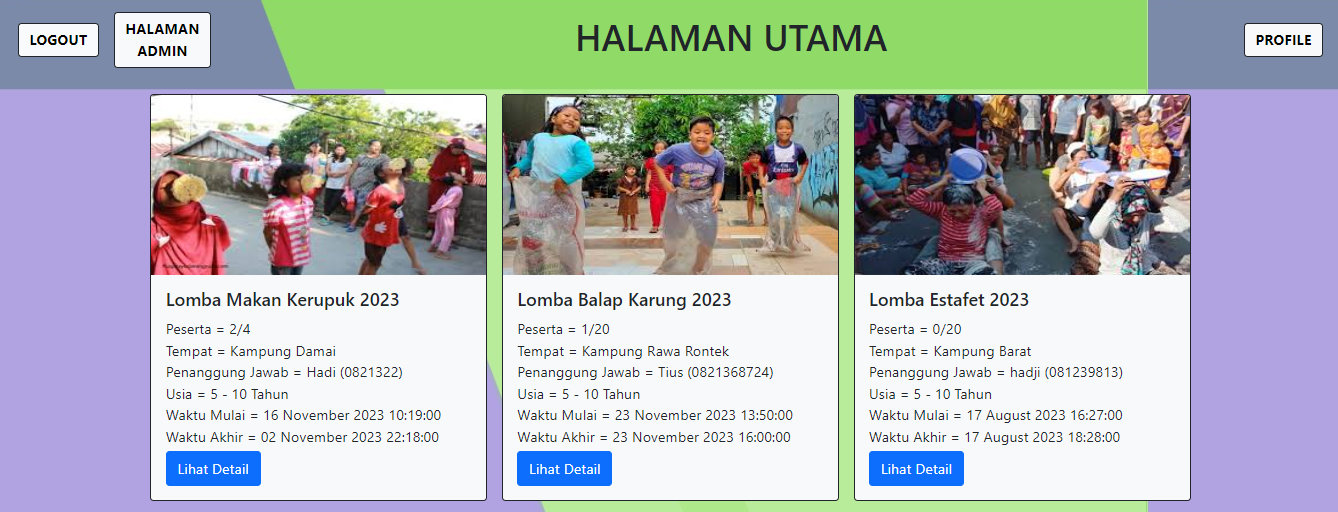 LOGOUT
HALAMAN
ADMIN
HALAMAN UTAMA
PROFILE
Lomba Makan Kerupuk 2023
Peserta = 2/4
Tempat = Kampung Damai
Penanggung Jawab = Hadi (0821322)
Usia = 5 - 10 Tahun
Waktu Mulai = 16 November 2023 10:19:00
Waktu Akhir = 02 November 2023 22:18:00
Lihat Detail
Lomba Balap Karung 2023
Peserta = 1/20
Tempat = Kampung Rawa Rontek
Penanggung Jawab = Tius (0821368724)
Usia = 5 - 10 Tahun
Waktu Mulai = 23 November 2023 13:50:00
Waktu Akhir = 23 November 2023 16:00:00
Lihat Detail
Lomba Estafet 2023
Peserta = 0/20
Tempat = Kampung Barat
Penanggung Jawab = hadji (081239813)
Usia = 5 - 10 Tahun
Waktu Mulai = 17 August 2023 16:27:00
Waktu Akhir = 17 August 2023 18:28:00
Lihat Detail